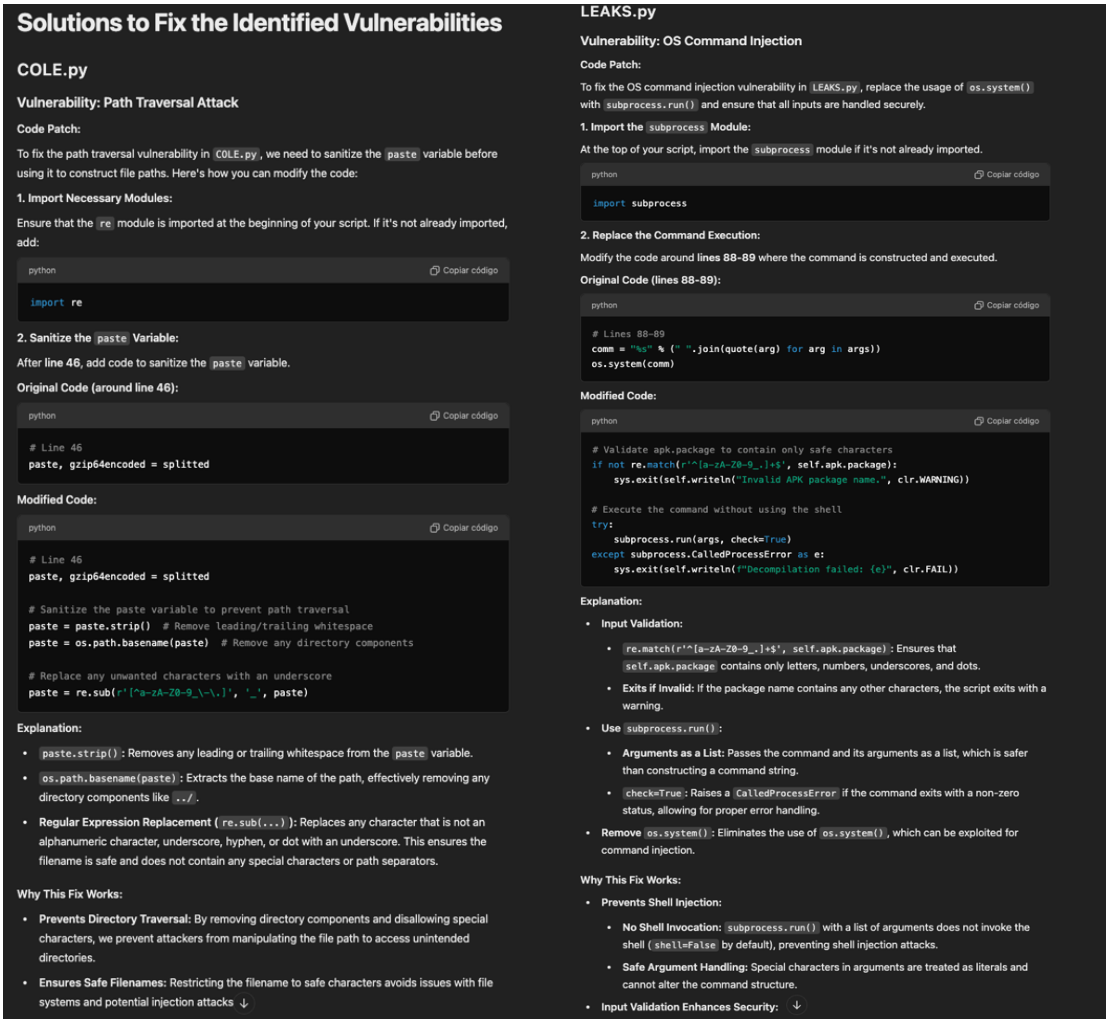 Solutions to Fix the Identified Vulnerabilities
COLE.py
Vulnerability: Path Traversal Attack
Code Patch:
To fix the path traversal vulnerability in COLE.py, we need to sanitize the paste variable before
using it to construct file paths. Here's how you can modify the code:
1. Import Necessary Modules:
Ensure that the re module is imported at the beginning of your script. If it's not already imported,
add:
python
Copiar código
import re
2. Sanitize the paste Variable:
After line 46, add code to sanitize the paste variable.
Original Code (around line 46):
python
Copiar código
# Line 46
paste, gzip64encoded = splitted
Modified Code:
python
Copiar código
# Line 46
paste, gzip64encoded = splitted
# Sanitize the paste variable to prevent path traversal
paste = paste.strip()  # Remove leading/trailing whitespace
paste = os.path.basename(paste)  # Remove any directory components
# Replace any unwanted characters with an underscore
paste = re.sub(r'[^a-zA-Z0-9_\-\.]', '_', paste)
Explanation:
• paste.strip(): Removes any leading or trailing whitespace from the paste variable.
• os.path.basename(paste): Extracts the base name of the path, effectively removing any
directory components like ../.
• Regular Expression Replacement (re.sub(...)): Replaces any character that is not an
alphanumeric character, underscore, hyphen, or dot with an underscore. This ensures the
filename is safe and does not contain any special characters or path separators.
Why This Fix Works:
• Prevents Directory Traversal: By removing directory components and disallowing special
characters, we prevent attackers from manipulating the file path to access unintended
directories.
• Ensures Safe Filenames: Restricting the filename to safe characters avoids issues with file
systems and potential injection attacks
LEAKS.py
Vulnerability: OS Command Injection
Code Patch:
To fix the OS command injection vulnerability in LEAKS.py, replace the usage of os.system()
with subprocess.run() and ensure that all inputs are handled securely.
1. Import the subprocess Module:
At the top of your script, import the subprocess module if it's not already imported.
python
Copiar código
import subprocess
2. Replace the Command Execution:
Modify the code around lines 88-89 where the command is constructed and executed.
Original Code (lines 88-89):
python
Copiar código
# Lines 88-89
comm = "%s" % (" ".join(quote(arg) for arg in args))
os.system(comm)
Modified Code:
python
Copiar código
# Validate apk.package to contain only safe characters
if not re.match(r'^[a-zA-Z0-9_.]+$', self.apk.package):
    sys.exit(self.writeln("Invalid APK package name.", clr.WARNING))
# Execute the command without using the shell
try:
    subprocess.run(args, check=True)
except subprocess.CalledProcessError as e:
    sys.exit(self.writeln(f"Decompilation failed: {e}", clr.FAIL))
Explanation:
• Input Validation:
• re.match(r'^[a-zA-Z0-9_.]+$', self.apk.package): Ensures that
self.apk.package contains only letters, numbers, underscores, and dots.
• Exits if Invalid: If the package name contains any other characters, the script exits with a
warning.
• Use subprocess.run():
• Arguments as a List: Passes the command and its arguments as a list, which is safer
than constructing a command string.
• check=True: Raises a CalledProcessError if the command exits with a non-zero
status, allowing for proper error handling.
• Remove os.system(): Eliminates the use of os.system(), which can be exploited for
command injection.
Why This Fix Works:
• Prevents Shell Injection:
• No Shell Invocation: subprocess.run() with a list of arguments does not invoke the
shell (shell=False by default), preventing shell injection attacks.
• Safe Argument Handling: Special characters in arguments are treated as literals and
cannot alter the command structure.
• Input Validation Enhances Security: